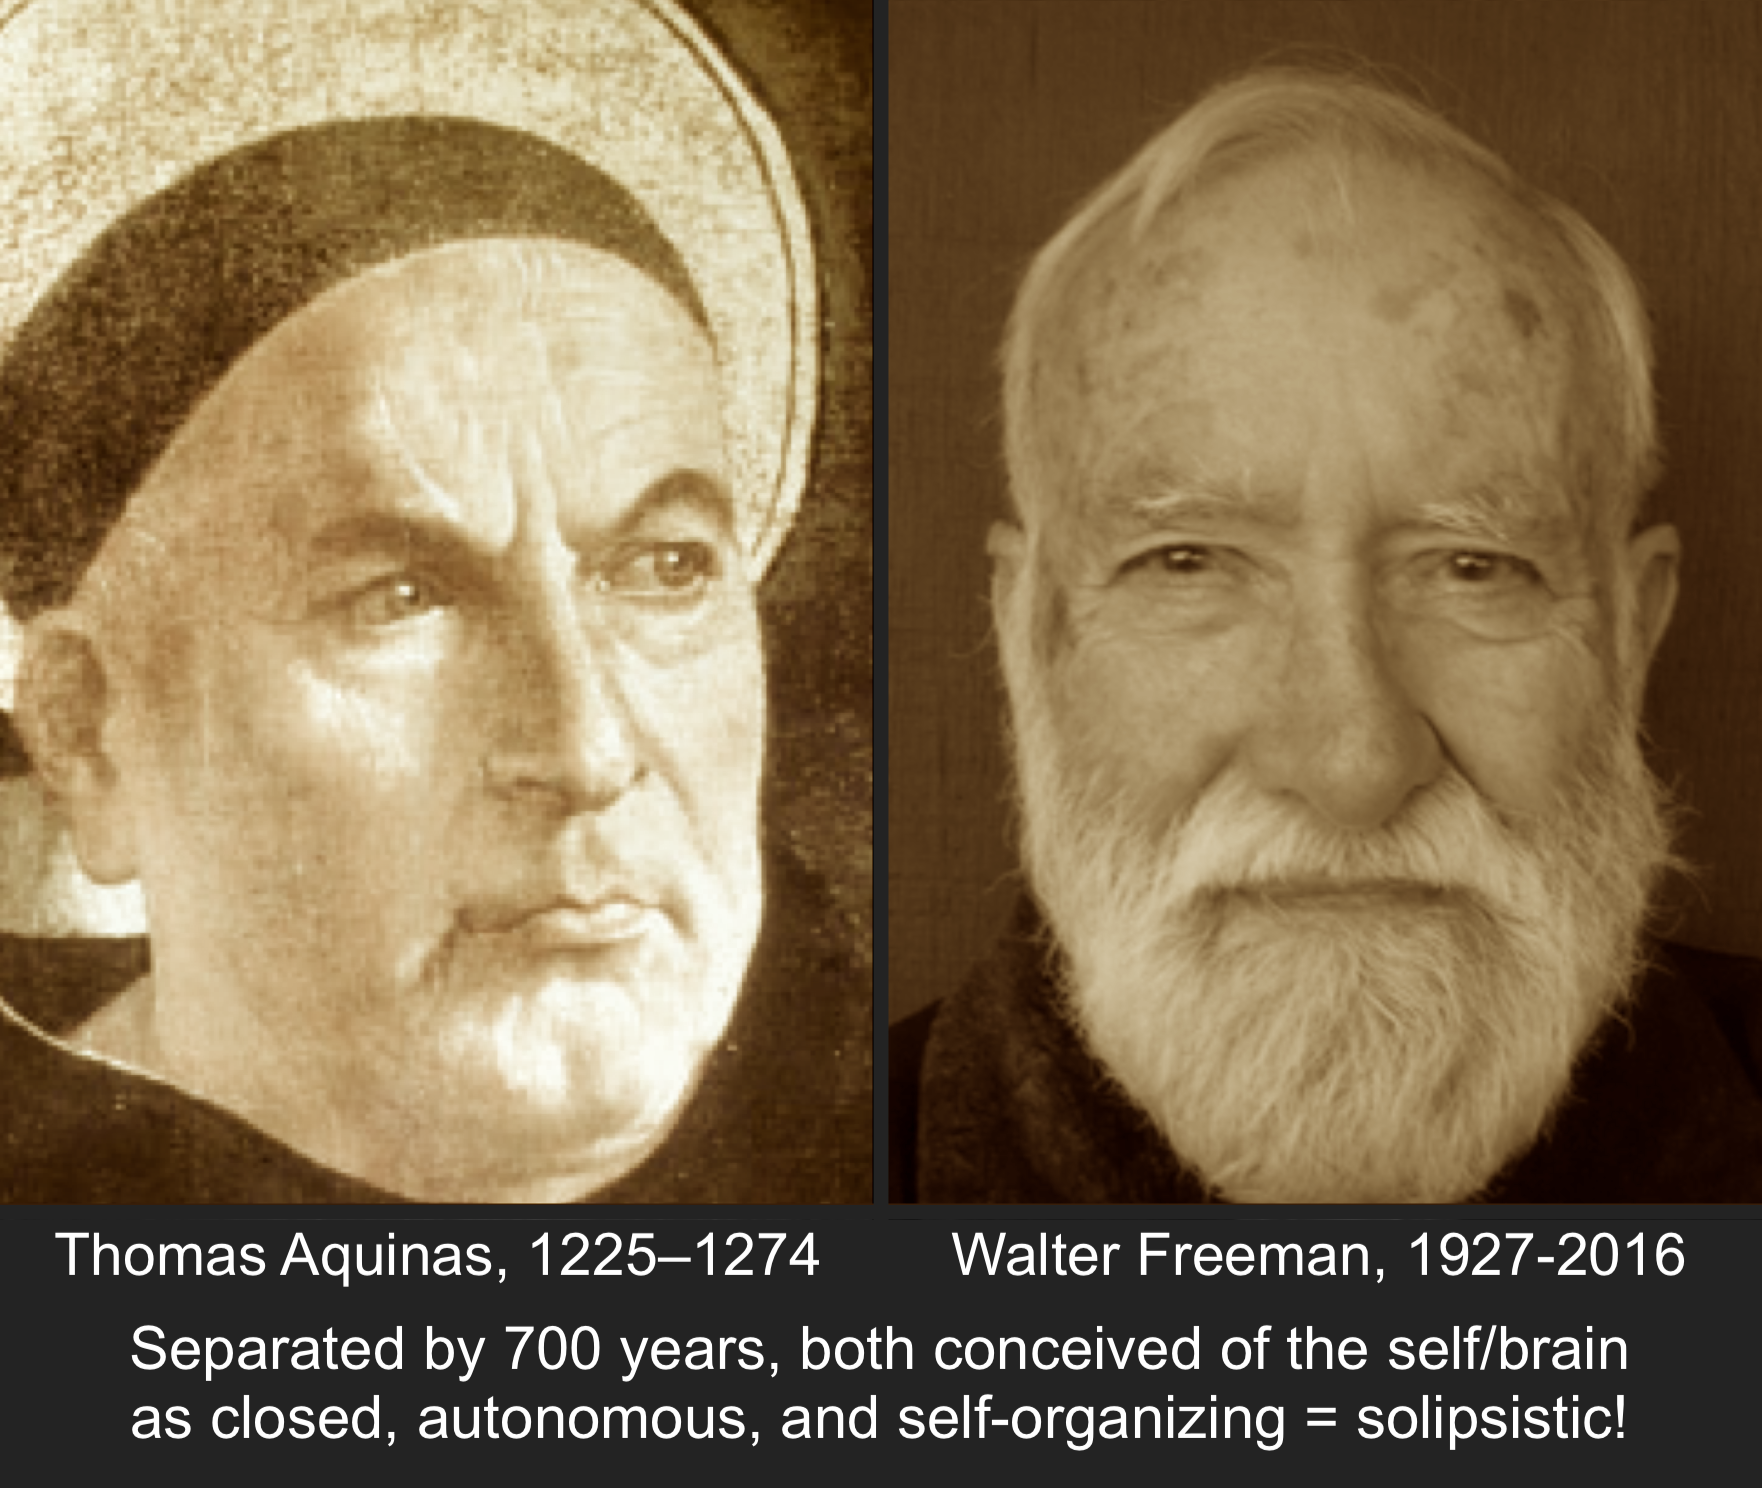 Thomas Aquinas, 1225–1274
Walter Freeman, 1927-2016
Separated by 700 years, both conceived of the self/brain
as closed, autonomous, and self-organizing = solipsistic!